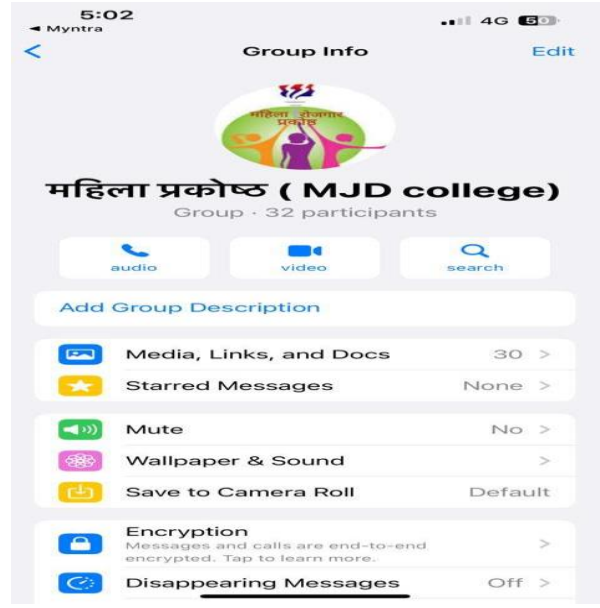 5:02
4G 50
◀ Myntra
< Group Info Edit
महिला रोजगार
प्रकोष्ठ
महिला प्रकोष्ठ ( MJD college)
Group · 32 participants
audio video search
Add Group Description
Media, Links, and Docs 30 >
Starred Messages None >
Mute No >
Wallpaper & Sound >
Save to Camera Roll Default
Encryption >
Messages and calls are end-to-end
encrypted. Tap to learn more.
Disappearing Messages Off >